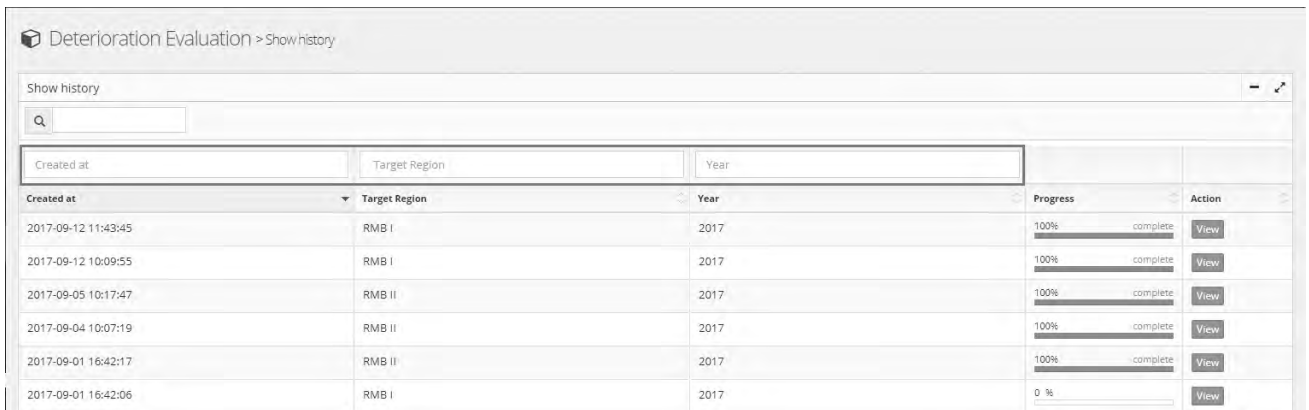 Deterioration Evaluation > Show history
Show history
Created at Target Region Year
Created at Target Region Year Progress Action
2017-09-12 11:43:45 RMB I 2017 100% complete View
2017-09-12 10:09:55 RMB I 2017 100% complete View
2017-09-05 10:17:47 RMB II 2017 100% complete View
2017-09-04 10:07:19 RMB II 2017 100% complete View
2017-09-01 16:42:17 RMB II 2017 100% complete View
2017-09-01 16:42:06 RMB I 2017 0 % View